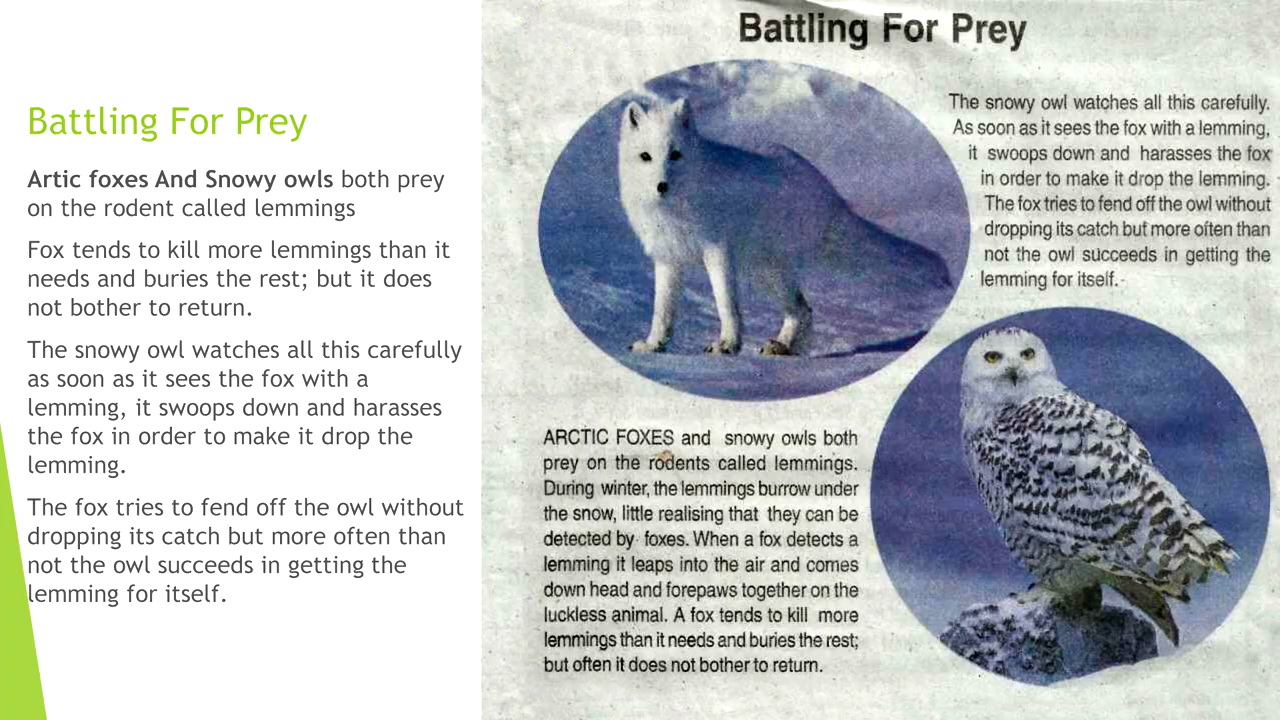 Battling For Prey
Artic foxes And Snowy owls both prey
on the rodent called lemmings
Fox tends to kill more lemmings than it
needs and buries the rest; but it does
not bother to return.
The snowy owl watches all this carefully
as soon as it sees the fox with a
lemming, it swoops down and harasses
the fox in order to make it drop the
lemming.
The fox tries to fend off the owl without
dropping its catch but more often than
not the owl succeeds in getting the
lemming for itself.
Battling For Prey
ARCTIC FOXES and snowy owls both
prey on the rodents called lemmings.
During winter, the lemmings burrow under
the snow, little realising that they can be
detected by foxes. When a fox detects a
lemming it leaps into the air and comes
down head and forepaws together on the
luckless animal. A fox tends to kill more
lemmings than it needs and buries the rest;
but often it does not bother to return.
The snowy owl watches all this carefully.
As soon as it sees the fox with a lemming,
it swoops down and harasses the fox
in order to make it drop the lemming.
The fox tries to fend off the owl without
dropping its catch but more often than
not the owl succeeds in getting the
lemming for itself.